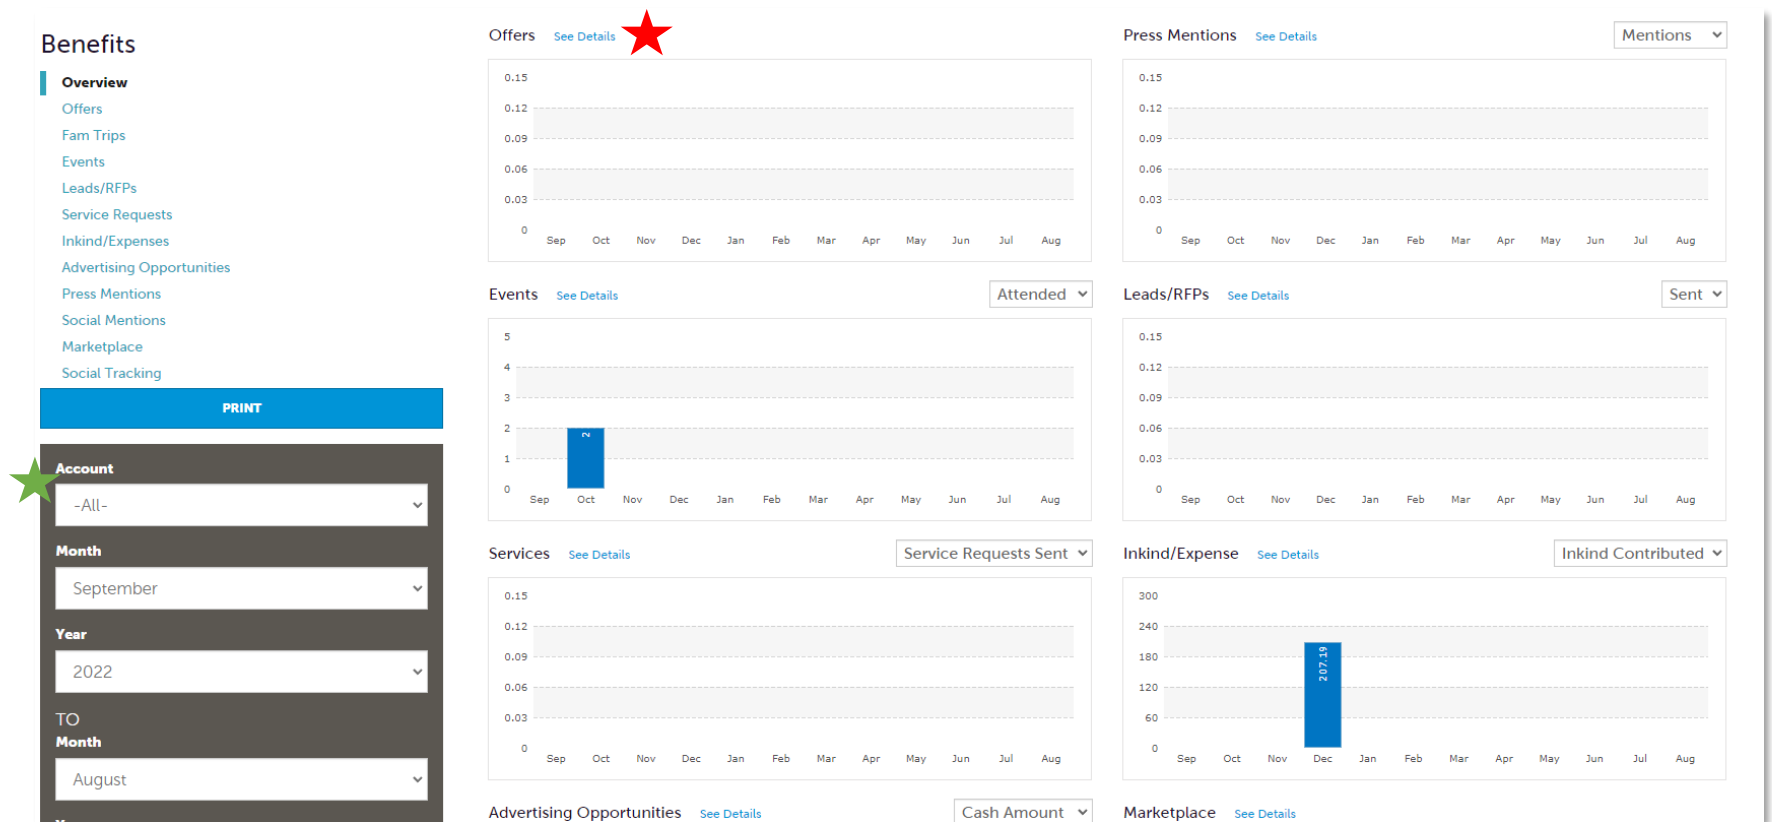 Benefits
Overview
Offers
Fam Trips
Events
Leads/RFPs
Service Requests
Inkind/Expenses
Advertising Opportunities
Press Mentions
Social Mentions
Marketplace
Social Tracking
PRINT
Account
-All-
Month
September
Year
2022
TO
Month
August
Offers See Details
0.15
0.12
0.09
0.06
0.03
0
Sep Oct Nov Dec Jan Feb Mar Apr May Jun Jul Aug
Press Mentions See Details Mentions
0.15
0.12
0.09
0.06
0.03
0
Sep Oct Nov Dec Jan Feb Mar Apr May Jun Jul Aug
Events See Details Attended
5
4
3
2
1
0
2
Sep Oct Nov Dec Jan Feb Mar Apr May Jun Jul Aug
Leads/RFPs See Details Sent
0.15
0.12
0.09
0.06
0.03
0
Sep Oct Nov Dec Jan Feb Mar Apr May Jun Jul Aug
Services See Details Service Requests Sent
0.15
0.12
0.09
0.06
0.03
0
Sep Oct Nov Dec Jan Feb Mar Apr May Jun Jul Aug
Inkind/Expense See Details Inkind Contributed
300
240
180
120
60
0
207.19
Sep Oct Nov Dec Jan Feb Mar Apr May Jun Jul Aug
Advertising Opportunities See Details Cash Amount
Marketplace See Details